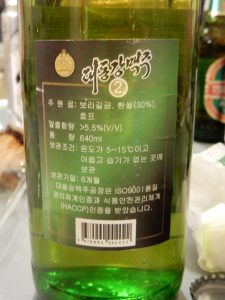 대동강맥주
2
주 원 료: 보리길금, 흰쌀(30%),
호프
알콜함량 >5.5%(V/V)
용 량 640ml
보관조건: 온도가 5~15℃이고
어둡고 습기가 없는 곳에
보관
보관기일: 6개월
대동강맥주공장은 ISO9001품질
관리체계인증과 식품안전관리체계
(HACCP)인증을 받았습니다.